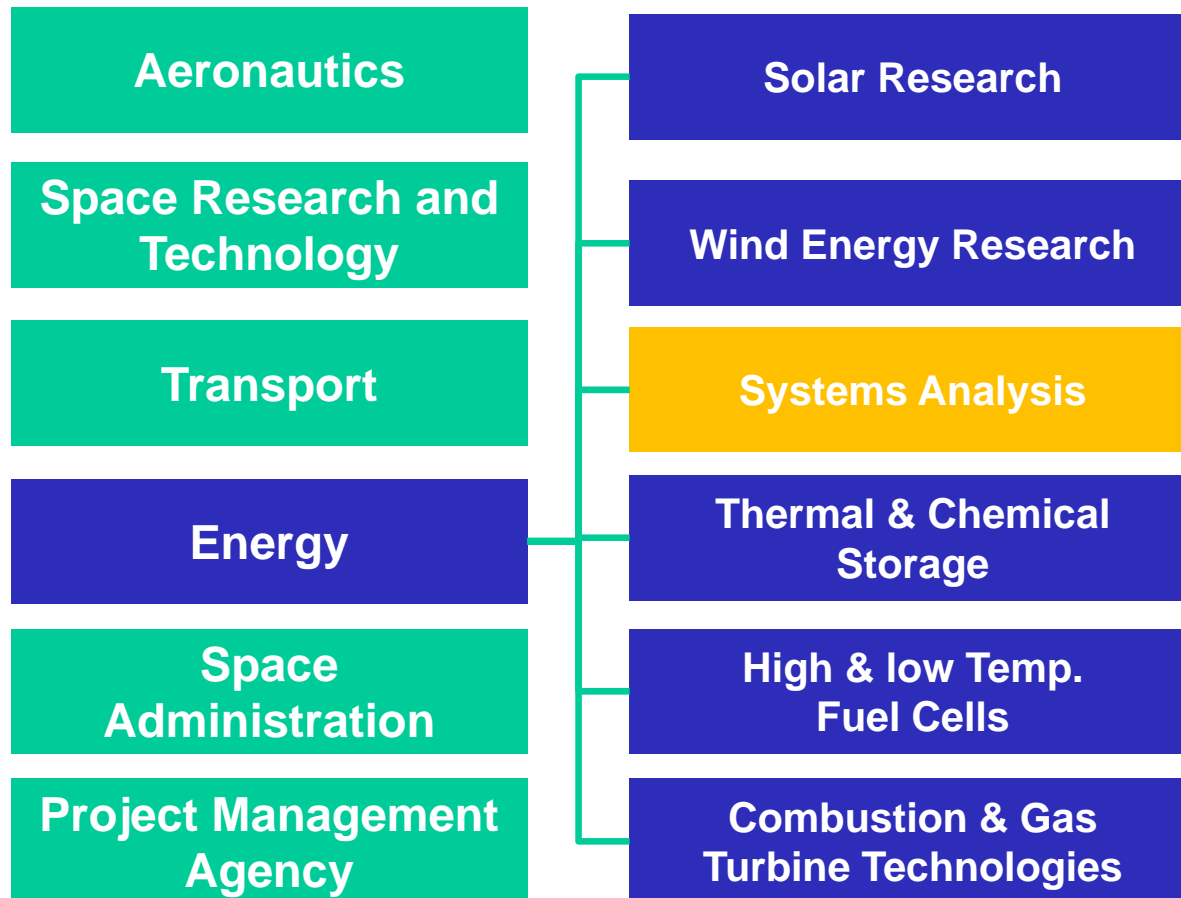 Aeronautics
Space Research and
Technology
Transport
Energy
Space
Administration
Project Management
Agency
Solar Research
Wind Energy Research
Systems Analysis
Thermal & Chemical
Storage
High & low Temp.
Fuel Cells
Combustion & Gas
Turbine Technologies